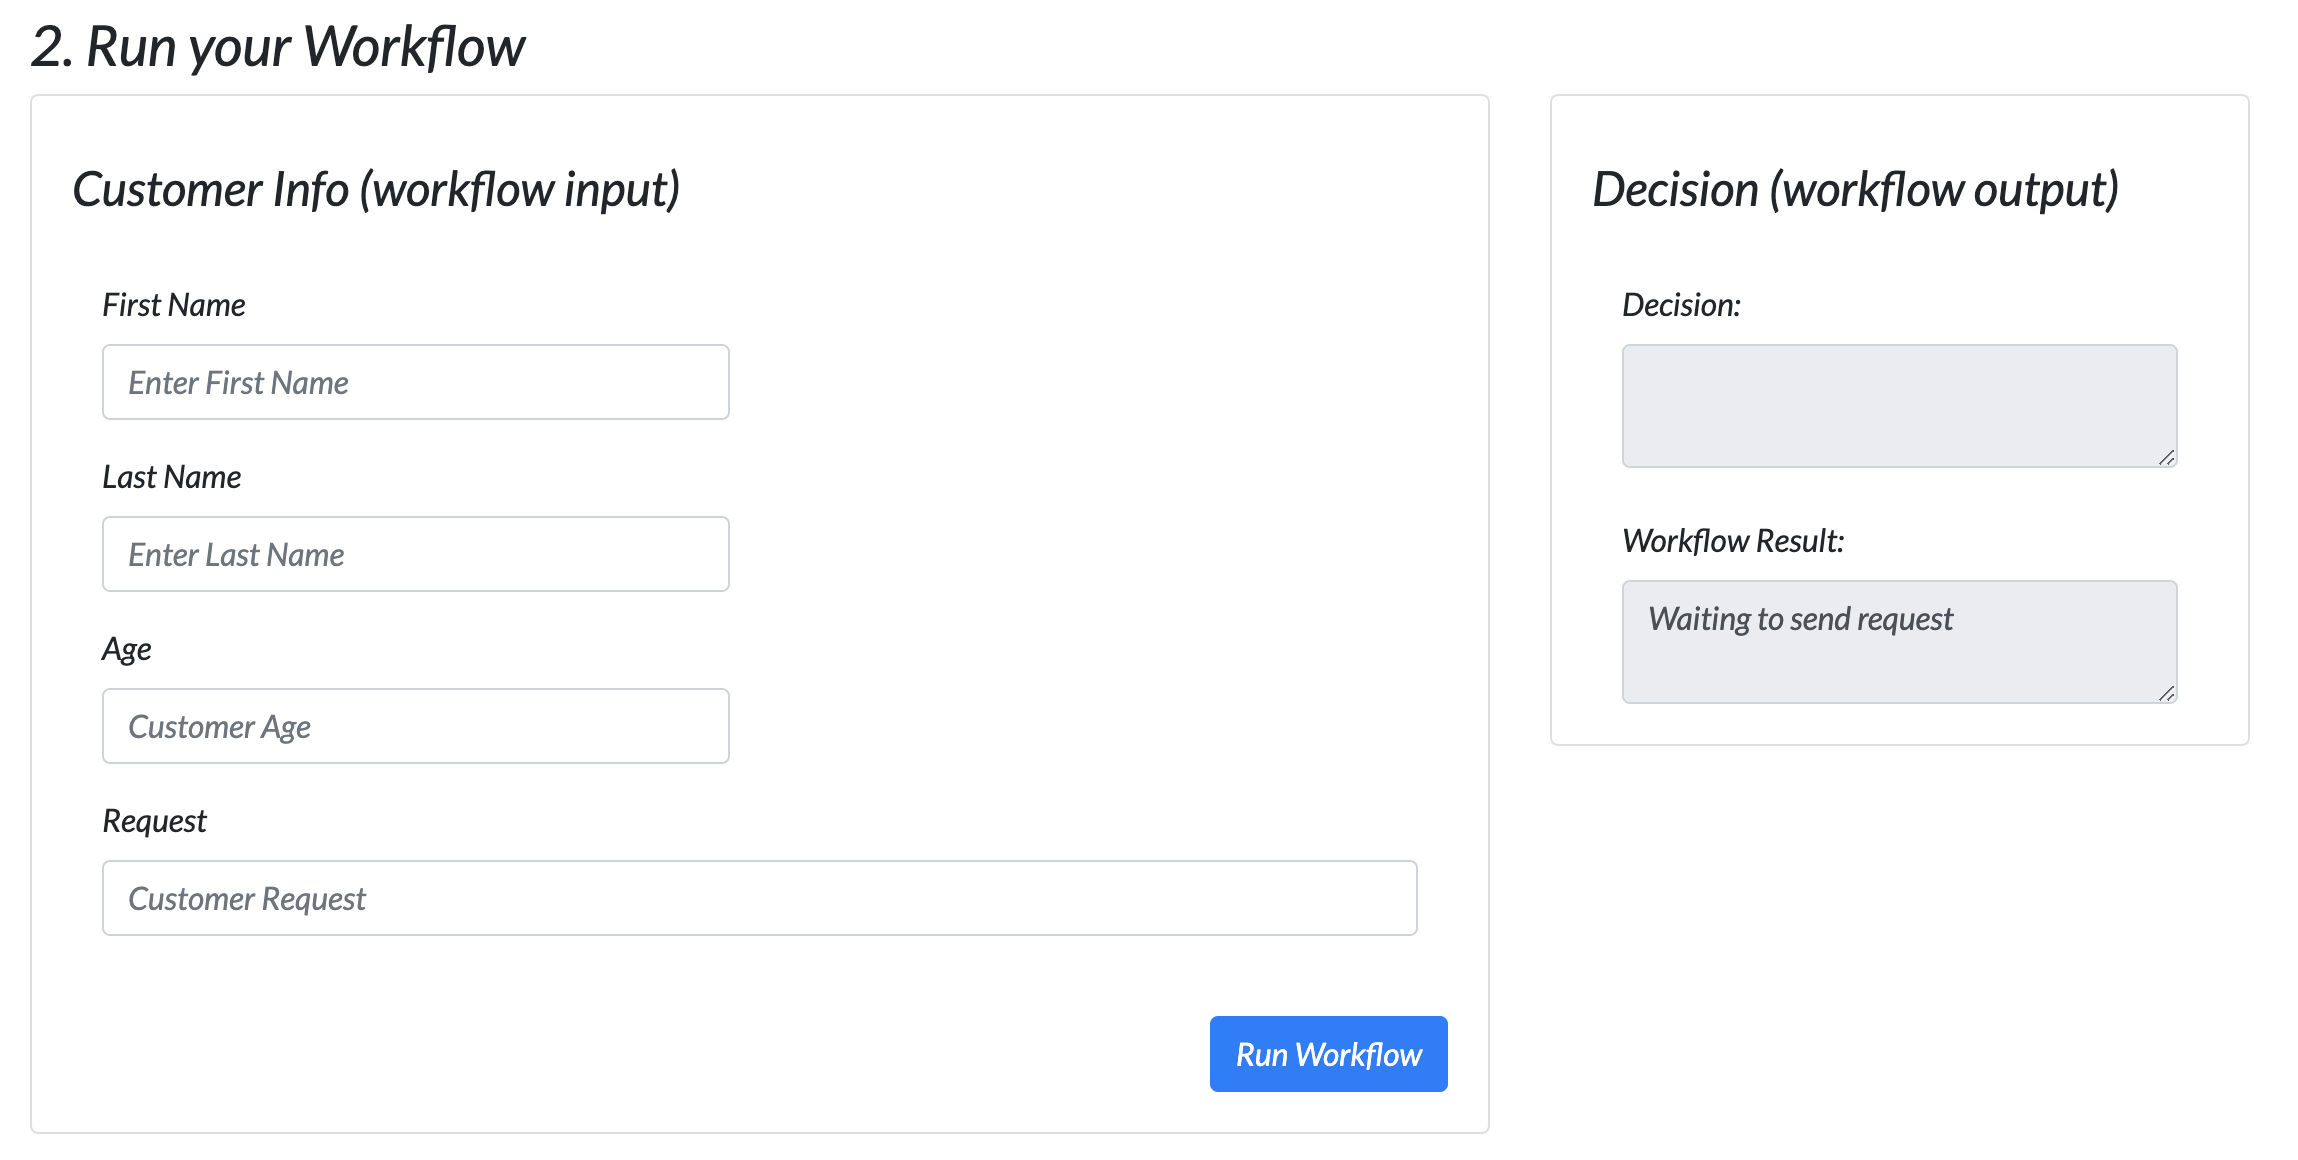 2. Run your Workflow
Customer Info (workflow input)
First Name
Enter First Name
Last Name
Enter Last Name
Age
Customer Age
Request
Customer Request
Run Workflow
Decision (workflow output)
Decision:
Workflow Result:
Waiting to send request